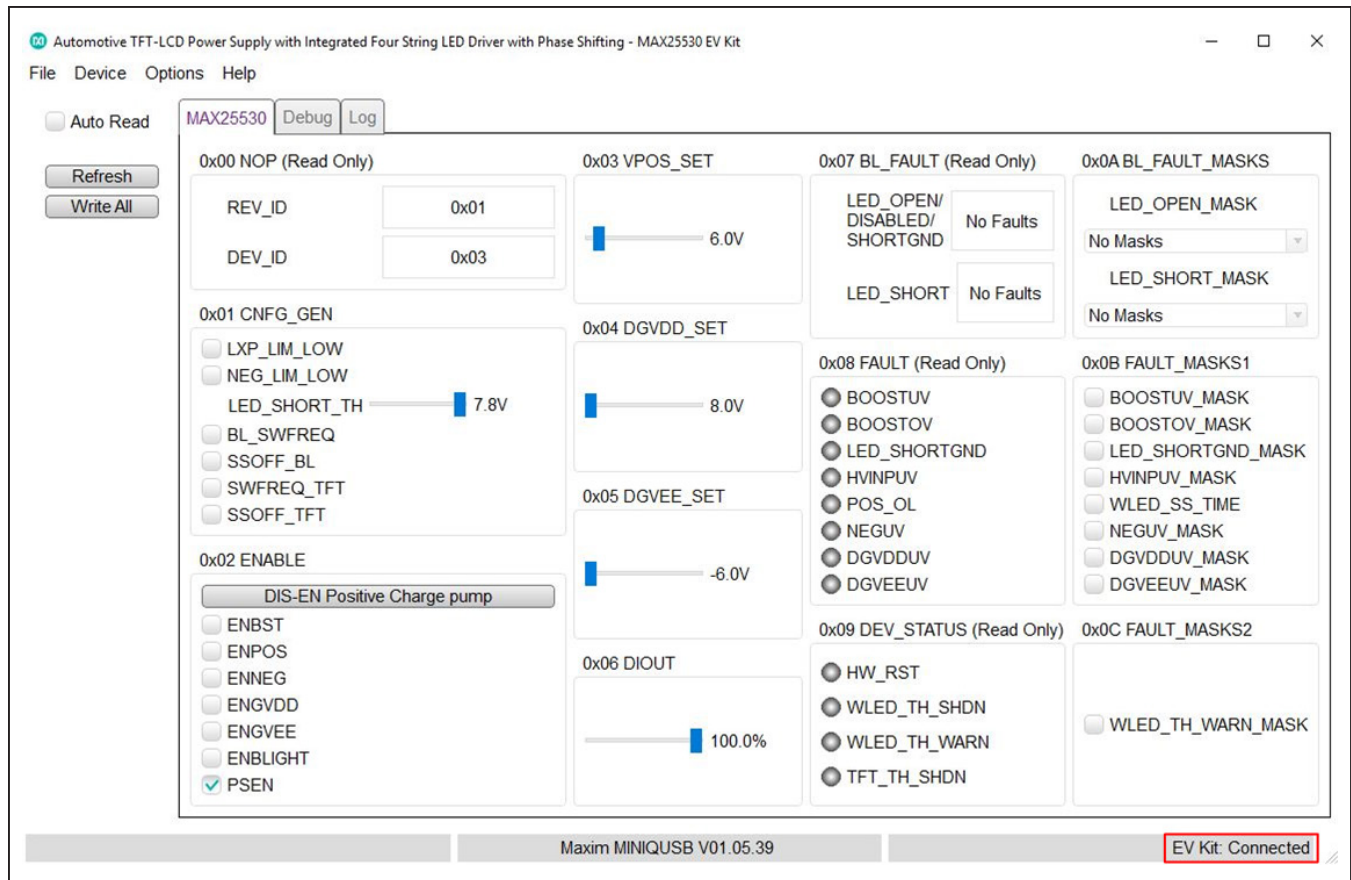 Automotive TFT-LCD Power Supply with Integrated Four String LED Driver with Phase Shifting - MAX25530 EV Kit
File Device Options Help
Auto Read
Refresh
Write All
MAX25530 Debug Log
0x00 NOP (Read Only)
REV_ID 0x01
DEV_ID 0x03
0x01 CNFG_GEN
LXP_LIM_LOW
NEG_LIM_LOW
LED_SHORT_TH 7.8V
BL_SWFREQ
SSOFF_BL
SWFREQ_TFT
SSOFF_TFT
0x02 ENABLE
DIS-EN Positive Charge pump
ENBST
ENPOS
ENNEG
ENGVDD
ENGVEE
ENBLIGHT
PSEN
0x03 VPOS_SET
6.0V
0x04 DGVDD_SET
8.0V
0x05 DGVEE_SET
-6.0V
0x06 DIOUT
100.0%
0x07 BL_FAULT (Read Only)
LED_OPEN/
DISABLED/
SHORTGND
No Faults
LED_SHORT No Faults
0x08 FAULT (Read Only)
BOOSTUV
BOOSTOV
LED_SHORTGND
HVINPUV
POS_OL
NEGUV
DGVDDUV
DGVEEUV
0x09 DEV_STATUS (Read Only)
HW_RST
WLED_TH_SHDN
WLED_TH_WARN
TFT_TH_SHDN
0x0A BL_FAULT_MASKS
LED_OPEN_MASK
No Masks
LED_SHORT_MASK
No Masks
0x0B FAULT_MASKS1
BOOSTUV_MASK
BOOSTOV_MASK
LED_SHORTGND_MASK
HVINPUV_MASK
WLED_SS_TIME
NEGUV_MASK
DGVDDUV_MASK
DGVEEUV_MASK
0x0C FAULT_MASKS2
WLED_TH_WARN_MASK
Maxim MINIQUSB V01.05.39
EV Kit: Connected